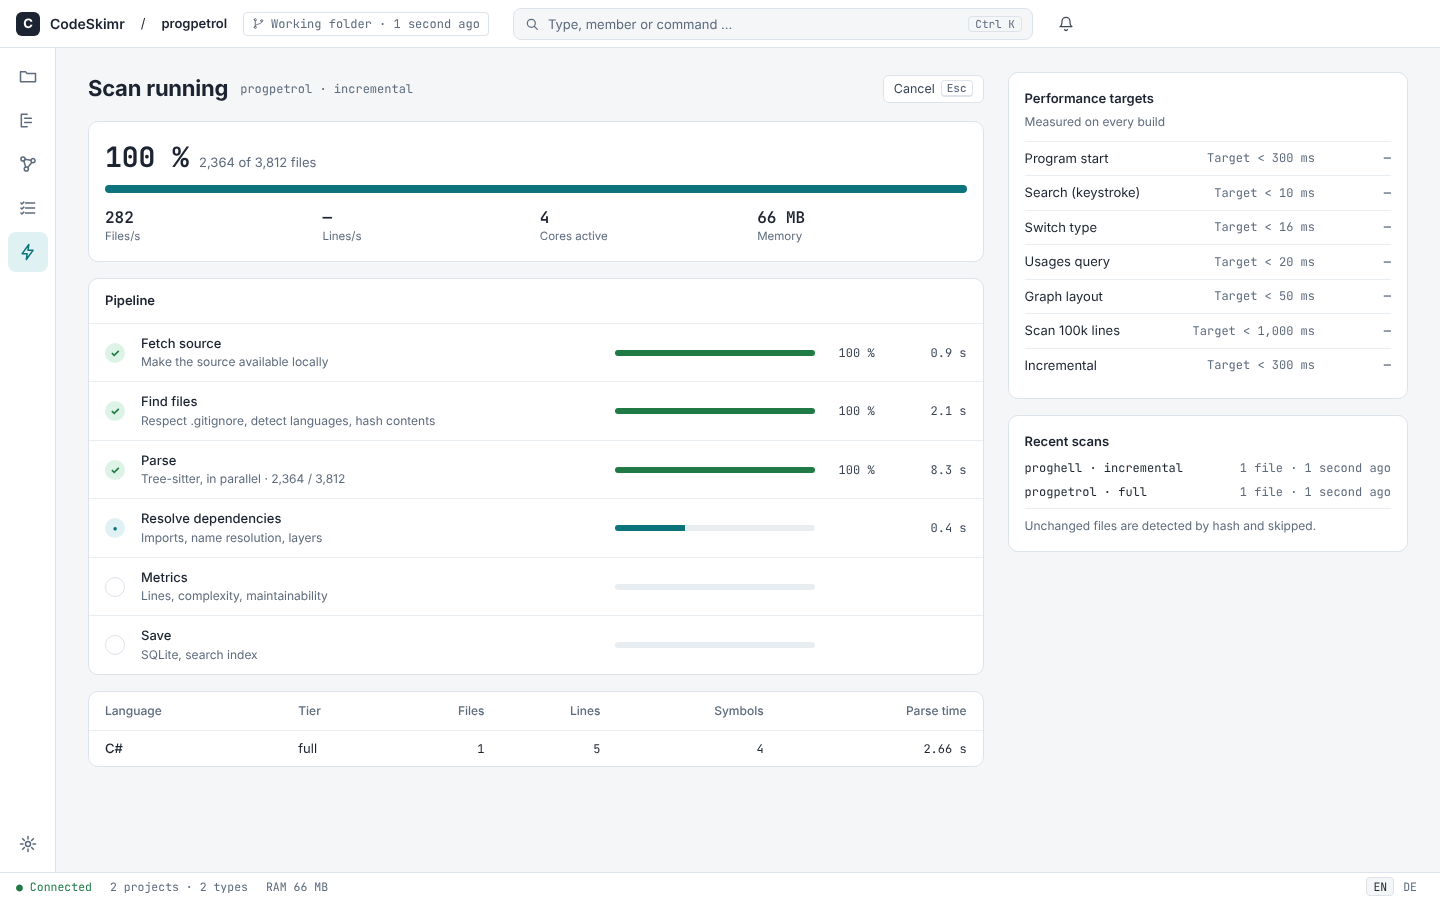 C CodeSkimr / progpetrol Working folder · 1 second ago Type, member or command ... Ctrl K
Scan running progpetrol · incremental Cancel Esc
100 % 2,364 of 3,812 files
282 — 4 66 MB
Files/s Lines/s Cores active Memory
Pipeline
Fetch source
Make the source available locally
100 % 0.9 s
Find files
Respect .gitignore, detect languages, hash contents
100 % 2.1 s
Parse
Tree-sitter, in parallel · 2,364 / 3,812
100 % 8.3 s
Resolve dependencies
Imports, name resolution, layers
0.4 s
Metrics
Lines, complexity, maintainability
Save
SQLite, search index
Language Tier Files Lines Symbols Parse time
C# full 1 5 4 2.66 s
Performance targets
Measured on every build
Program start Target < 300 ms —
Search (keystroke) Target < 10 ms —
Switch type Target < 16 ms —
Usages query Target < 20 ms —
Graph layout Target < 50 ms —
Scan 100k lines Target < 1,000 ms —
Incremental Target < 300 ms —
Recent scans
proghell · incremental 1 file · 1 second ago
progpetrol · full 1 file · 1 second ago
Unchanged files are detected by hash and skipped.
Connected 2 projects · 2 types RAM 66 MB EN DE